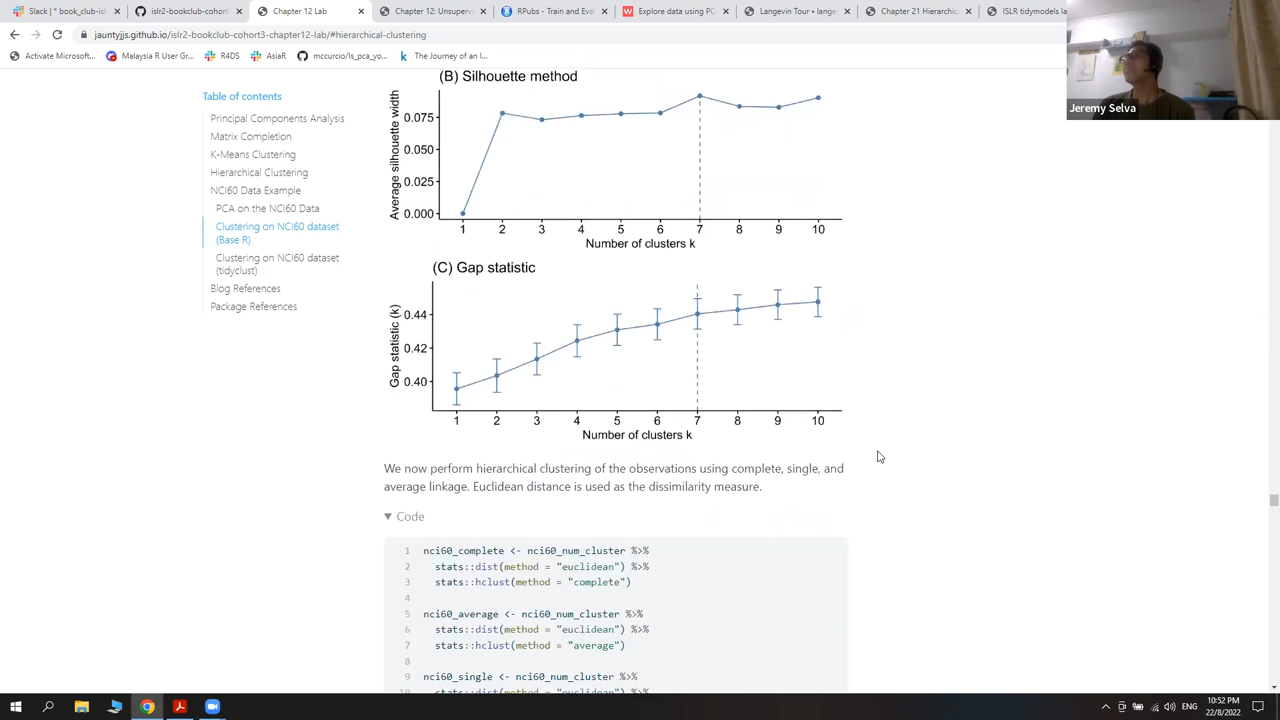 Slack | book_club-isl
islr2-bookcub-cohort
Chapter 12 Lab
Chapter 12: Unsuperv
RPubs - Train and Eval
Explore data using PC
Langevin Tour • lange
Chapter 21 Hierarchica
ISLR tidymodels la
jauntyjjs.github.io/islr2-bookclub-cohort3-chapter12-lab/#hierarchical-clustering
Activate Microsoft...
Malaysia R User Gr...
R4DS
AsiaR
mccurcio/Is_pca_yo...
The Journey of an I...
Jeremy Selva
Table of contents
Principal Components Analysis
Matrix Completion
K-Means Clustering
Hierarchical Clustering
NCI60 Data Example
PCA on the NCI60 Data
Clustering on NCI60 dataset
(Base R)
Clustering on NCI60 dataset
(tidyclust)
Blog References
Package References
(B) Silhouette method
Average silhouette width
0.075
0.050
0.025
0.000
1 2 3 4 5 6 7 8 9 10
Number of clusters k
(C) Gap statistic
Gap statistic (k)
0.44
0.42
0.40
1 2 3 4 5 6 7 8 9 10
Number of clusters k
We now perform hierarchical clustering of the observations using complete, single, and
average linkage. Euclidean distance is used as the dissimilarity measure.
Code
1 nci60_complete <- nci60_num_cluster %>%
2 stats::dist(method = "euclidean") %>%
3 stats::hclust(method = "complete")
4
5 nci60_average <- nci60_num_cluster %>%
6 stats::dist(method = "euclidean") %>%
7 stats::hclust(method = "average")
8
9 nci60_single <- nci60_num_cluster %>%
10 stats::dist(method = "euclidean") %>%
ENG
10:52 PM
22/8/2022